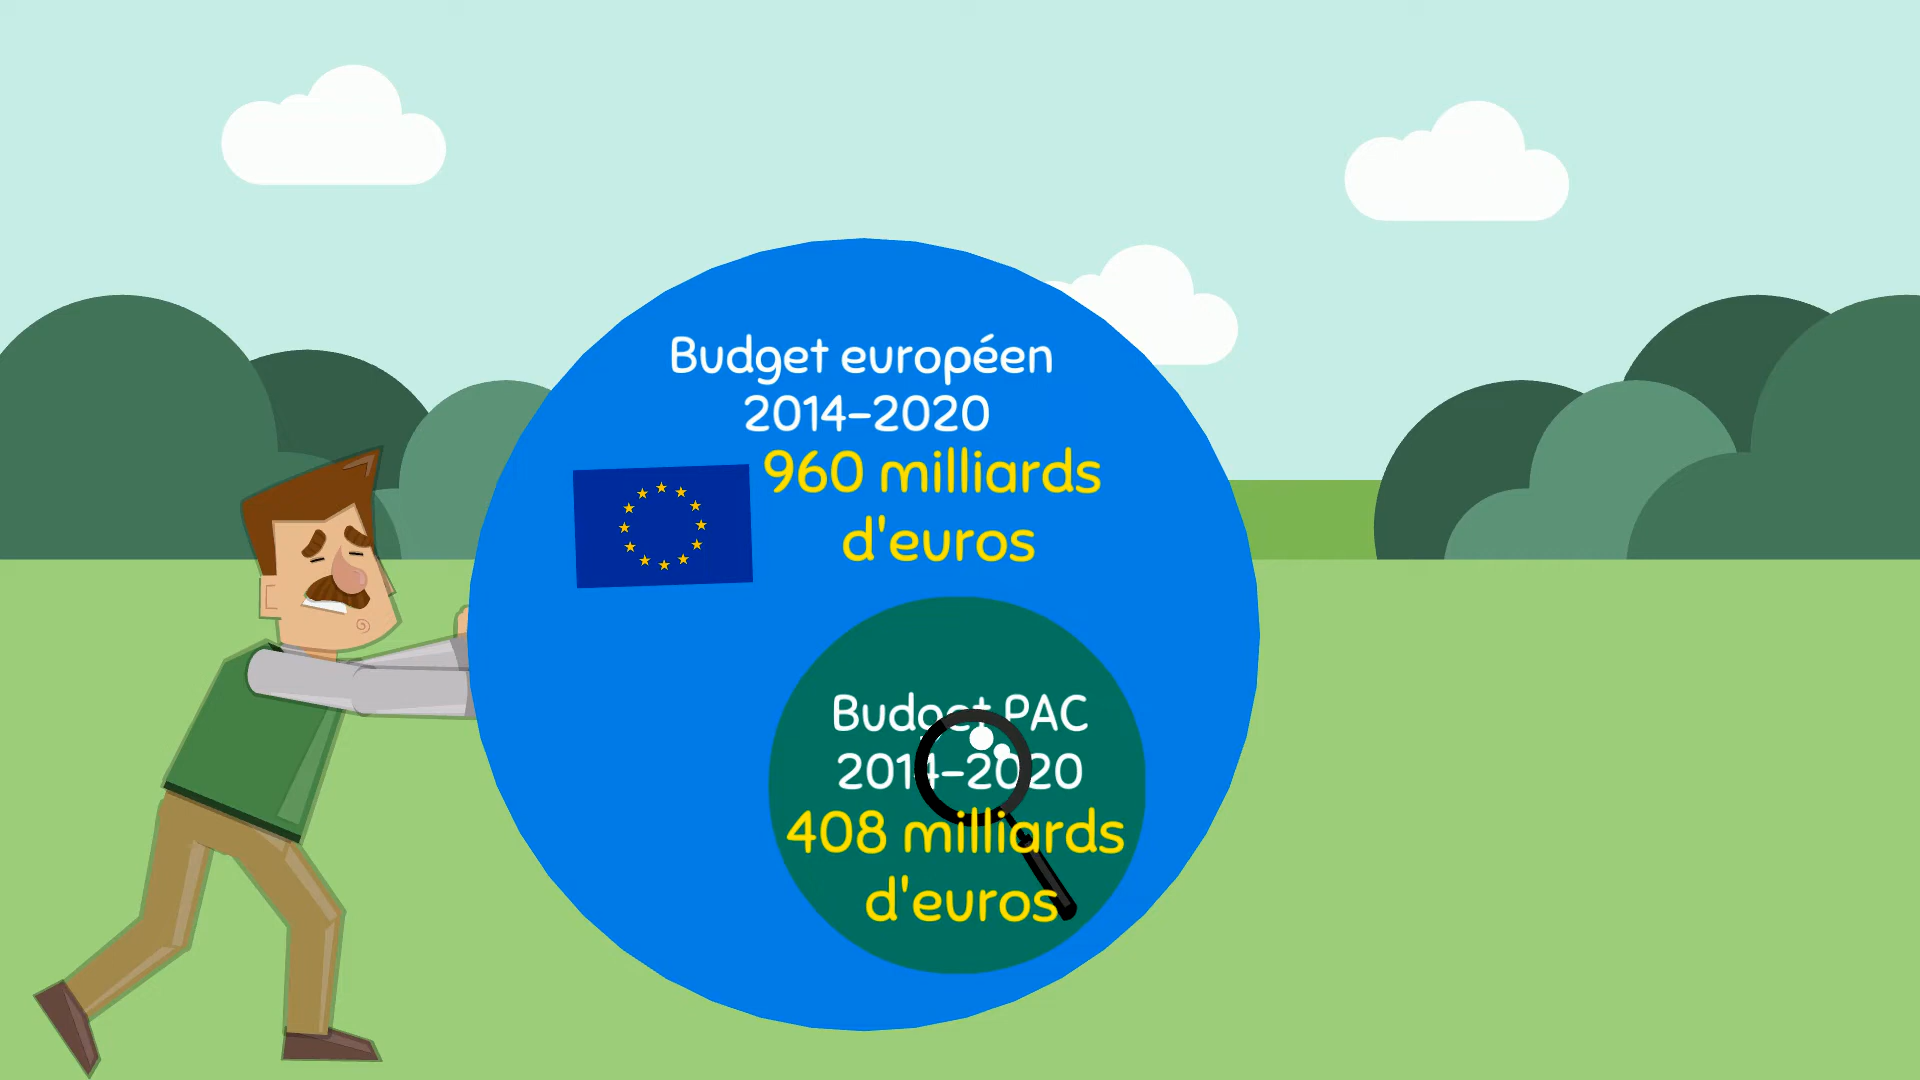 Budget européen
2014-2020
960 milliards
d'euros
Budget PAC
2014-2020
408 milliards
d'euros